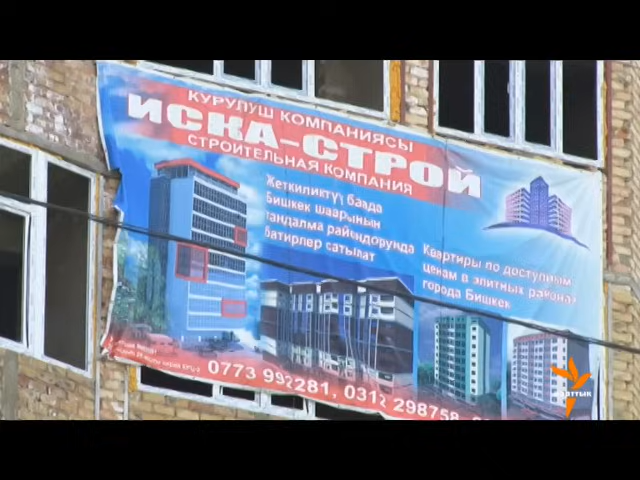 КУРУЛУШ КОМПАНИЯСЫ
ИСКА-СТРОЙ
СТРОИТЕЛЬНАЯ КОМПАНИЯ
Жеткиликтүү баада
Бишкек шаарынын
тандалма райондорунда
батирлер сатылат
Квартиры по доступным
ценам в элитных районах
города Бишкек
0773 992281, 0312 298758